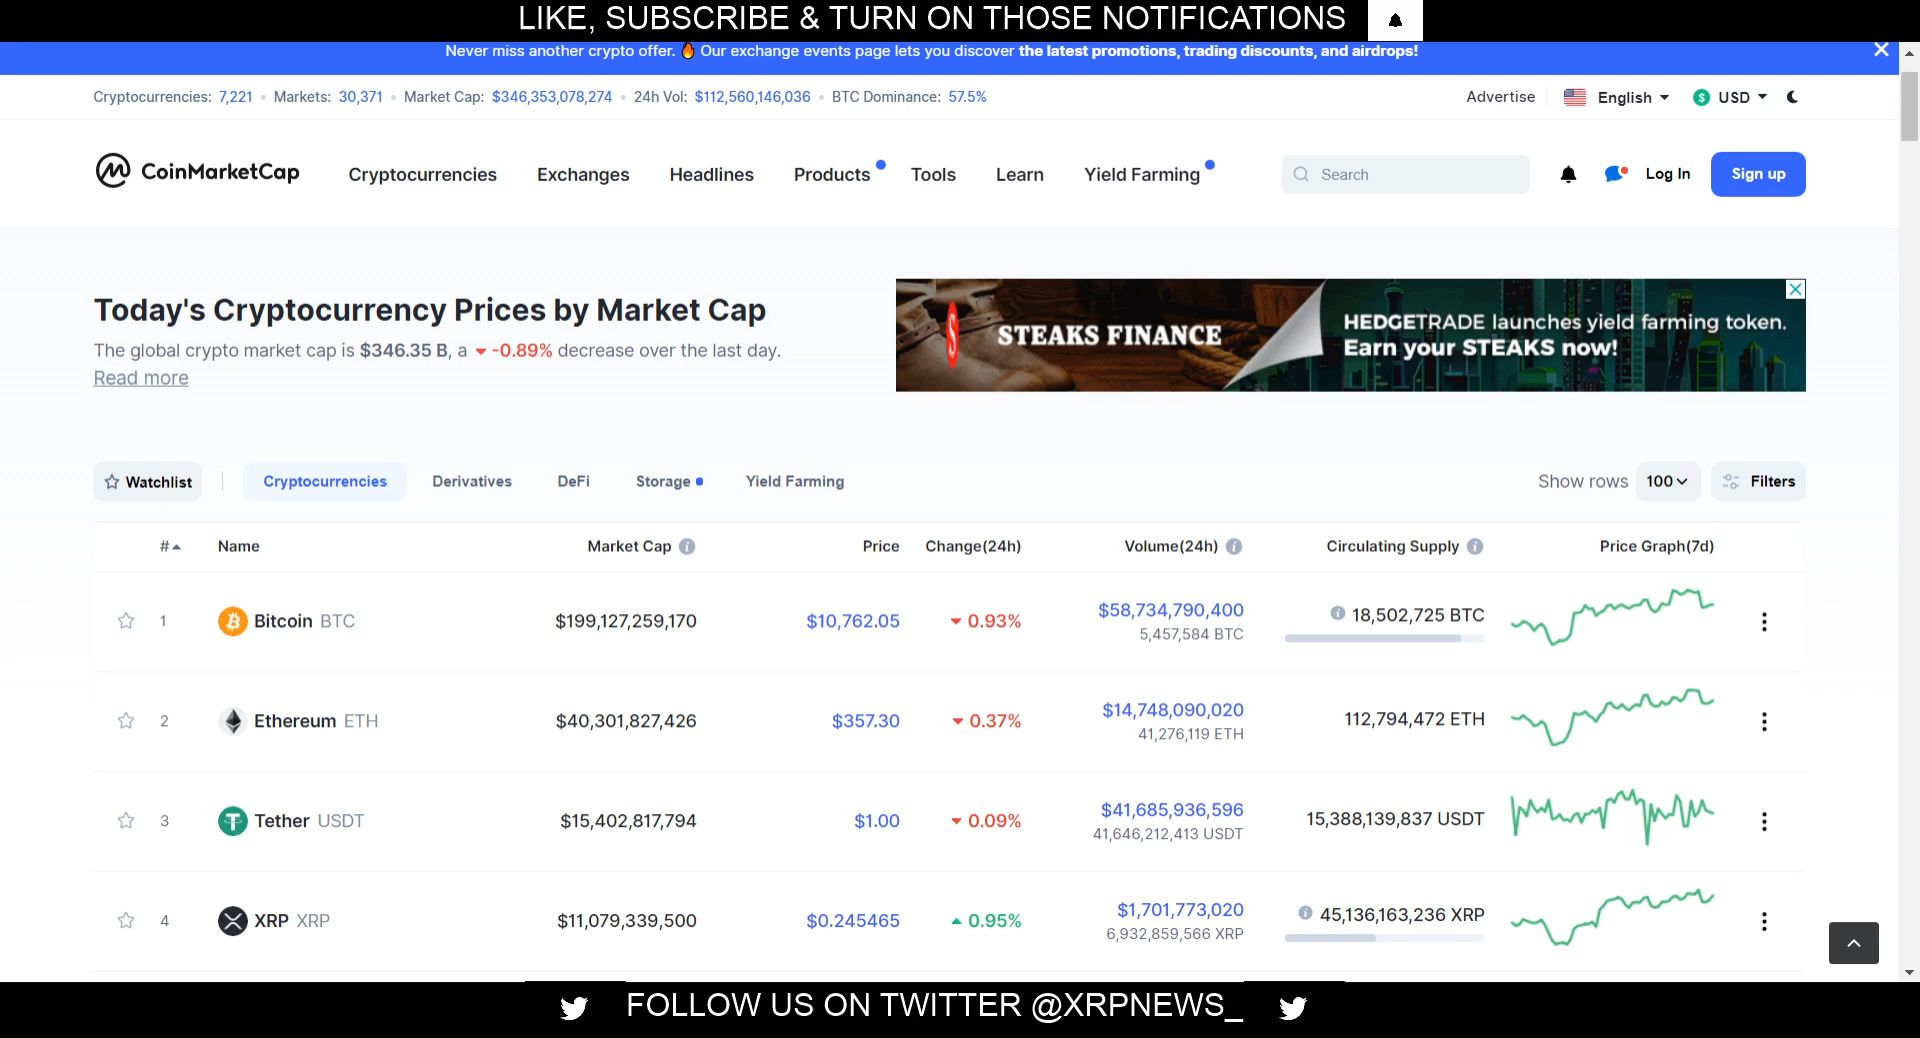 LIKE, SUBSCRIBE & TURN ON THOSE NOTIFICATIONS
Never miss another crypto offer. 🔥 Our exchange events page lets you discover the latest promotions, trading discounts, and airdrops!
Cryptocurrencies: 7,221 • Markets: 30,371 • Market Cap: $346,353,078,274 • 24h Vol: $112,560,146,036 • BTC Dominance: 57.5% Advertise English USD
CoinMarketCap Cryptocurrencies Exchanges Headlines Products Tools Learn Yield Farming Search Log In Sign up
Today's Cryptocurrency Prices by Market Cap
The global crypto market cap is $346.35 B, a -0.89% decrease over the last day.
Read more
STEAKS FINANCE
HEDGETRADE launches yield farming token.
Earn your STEAKS now!
Watchlist Cryptocurrencies Derivatives DeFi Storage Yield Farming Show rows 100 Filters
# Name Market Cap Price Change(24h) Volume(24h) Circulating Supply Price Graph(7d)
1 Bitcoin BTC $199,127,259,170 $10,762.05 0.93% $58,734,790,400 18,502,725 BTC
5,457,584 BTC
2 Ethereum ETH $40,301,827,426 $357.30 0.37% $14,748,090,020 112,794,472 ETH
41,276,119 ETH
3 Tether USDT $15,402,817,794 $1.00 0.09% $41,685,936,596 15,388,139,837 USDT
41,646,212,413 USDT
4 XRP XRP $11,079,339,500 $0.245465 0.95% $1,701,773,020 45,136,163,236 XRP
6,932,859,566 XRP
FOLLOW US ON TWITTER @XRPNEWS_